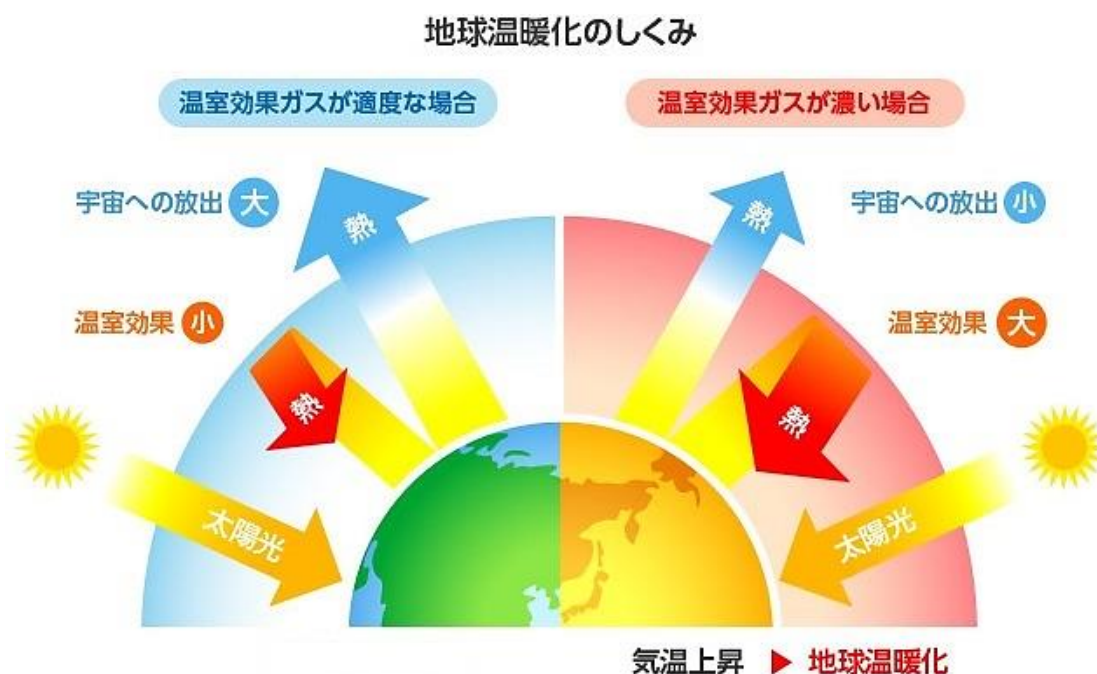 地球温暖化のしくみ
温室効果ガスが適度な場合
温室効果ガスが濃い場合
宇宙への放出 大
熱
熱
宇宙への放出 小
温室効果 小
熱
熱
温室効果 大
太陽光
太陽光
気温上昇 ▶ 地球温暖化